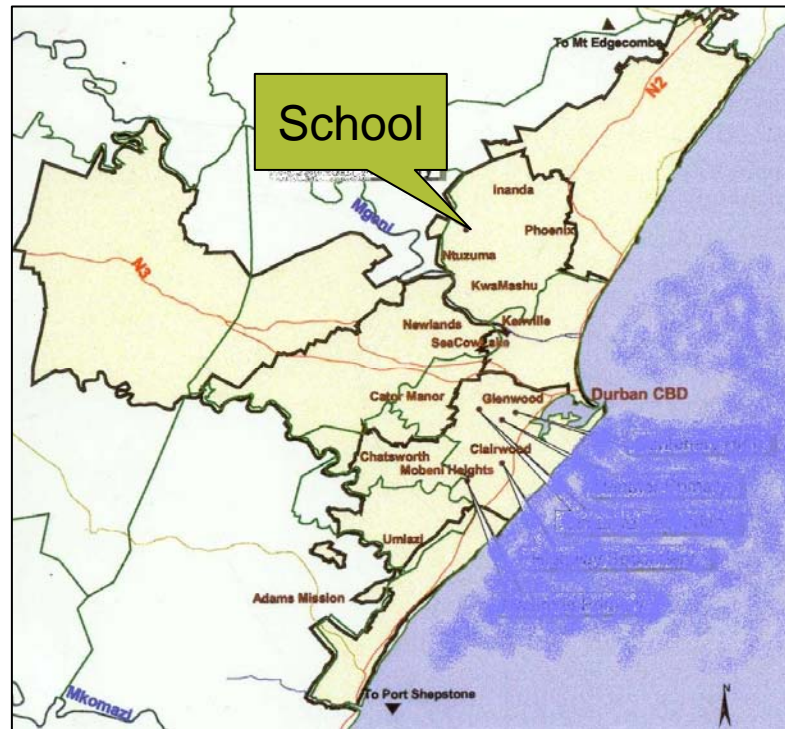 To Mt Edgecombe
N2
School
Inanda
Mgeni
Phoenix
Ntuzuma
N3
KwaMashu
Newlands
Kenville
SeaCowLake
Cator Manor
Glenwood
Durban CBD
Chatsworth
Clairwood
Mobeni Heights
Umlazi
Adams Mission
To Port Shepstone
Mkomazi
N